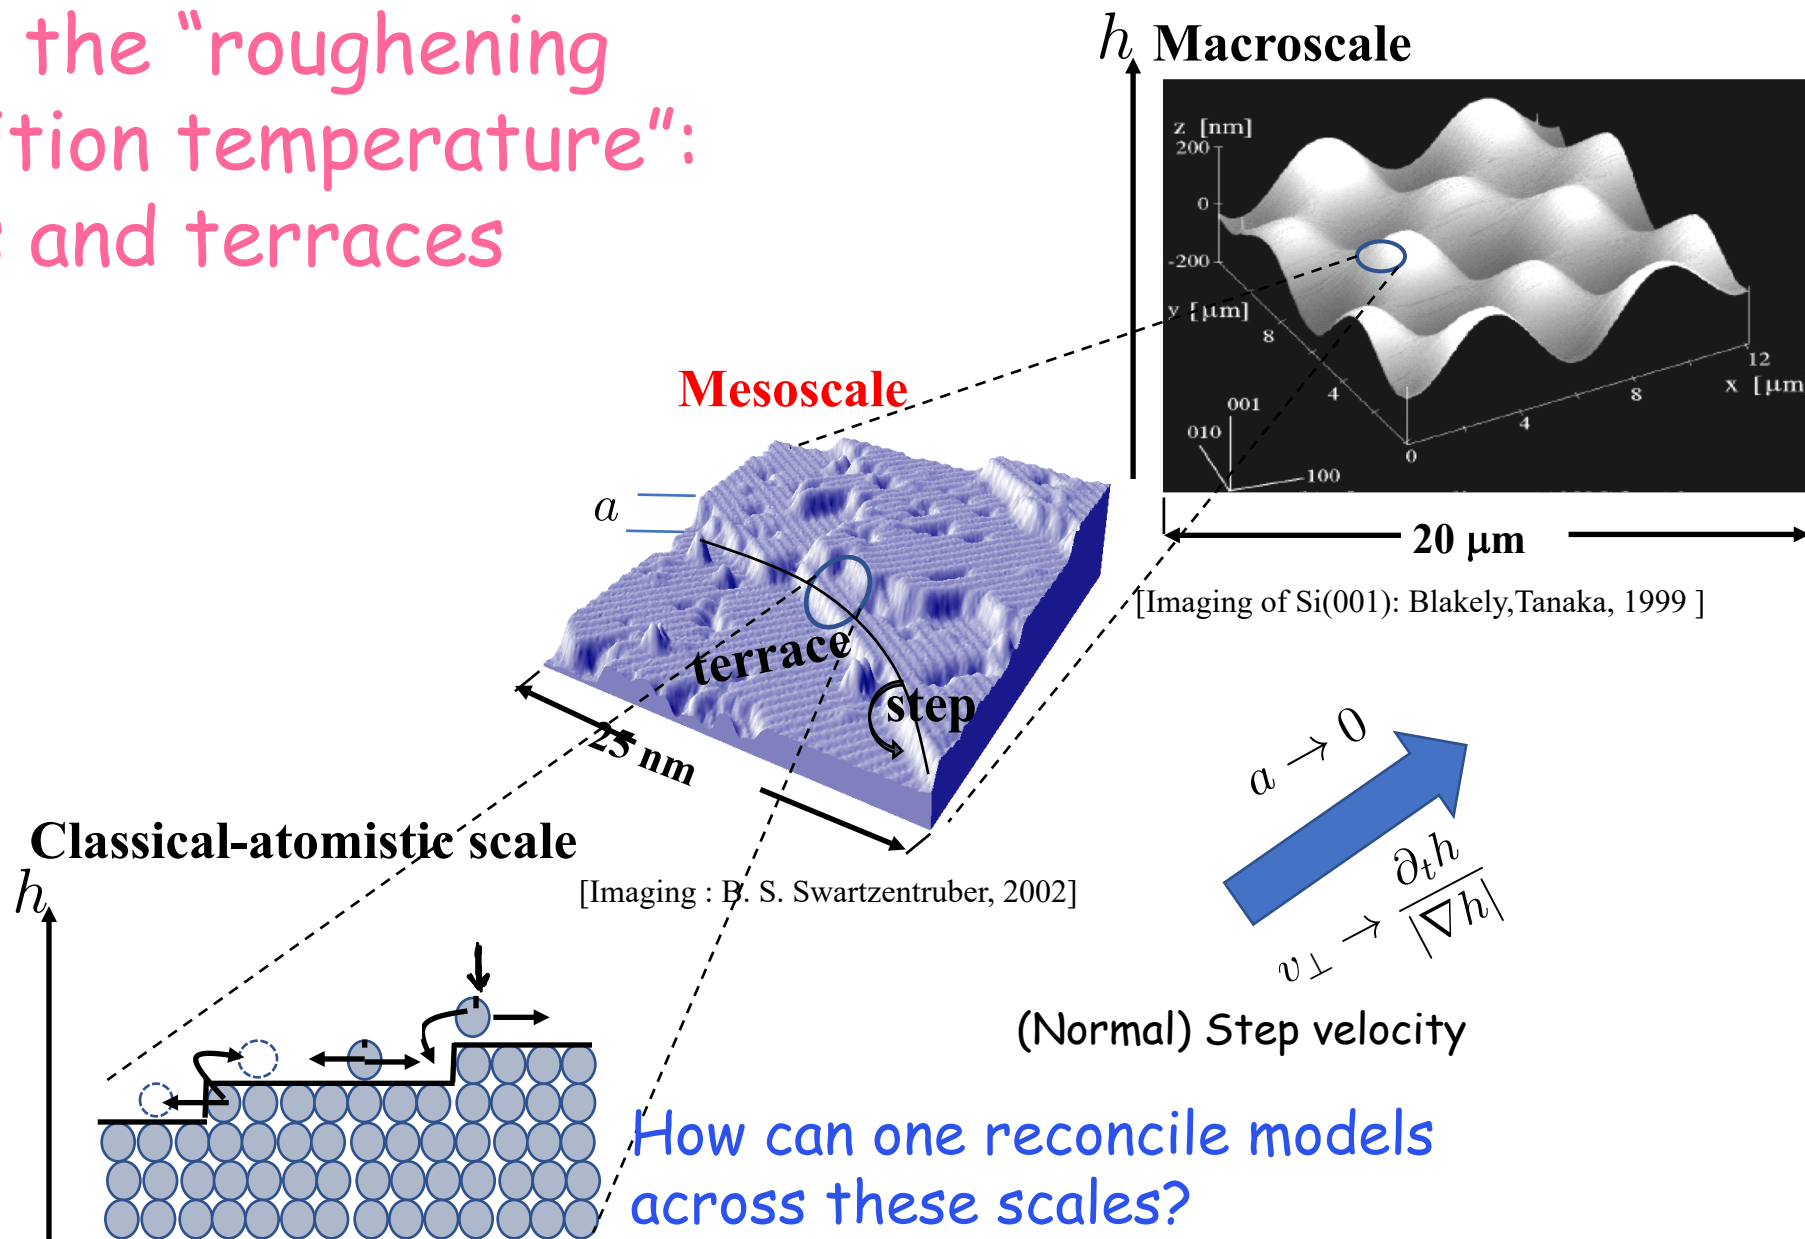 the “roughening
tion temperature”:
and terraces
h Macroscale
z [nm]
200
0
-200
y [μm]
8
4
0
4
8
12
x [μm
001
010
100
20 μm
[Imaging of Si(001): Blakely,Tanaka, 1999 ]
Mesoscale
a
terrace
step
25 nm
[Imaging : B. S. Swartzentruber, 2002]
a → 0
v⊥ → ∂ₜh / |∇h|
(Normal) Step velocity
Classical-atomistic scale
h
How can one reconcile models
across these scales?